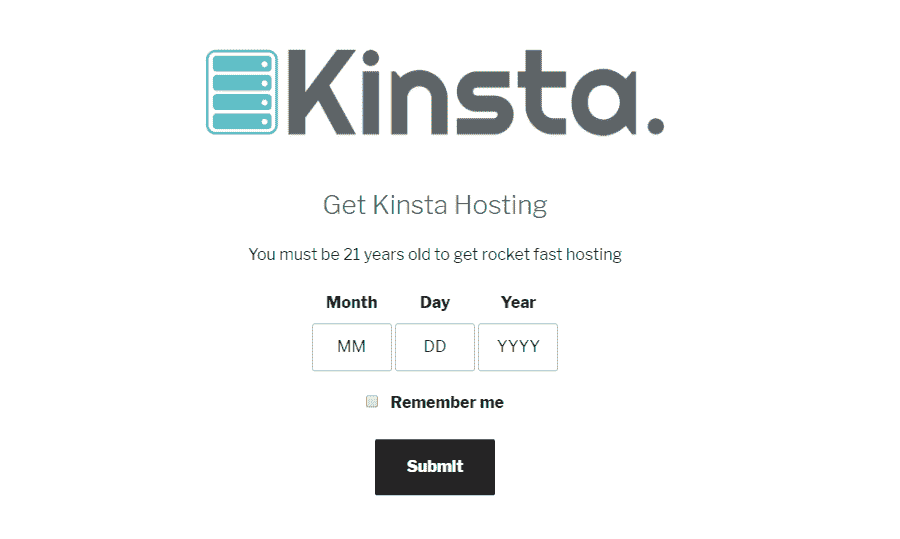 Kinsta.
Get Kinsta Hosting
You must be 21 years old to get rocket fast hosting
Month Day Year
MM DD YYYY
Remember me
Submit